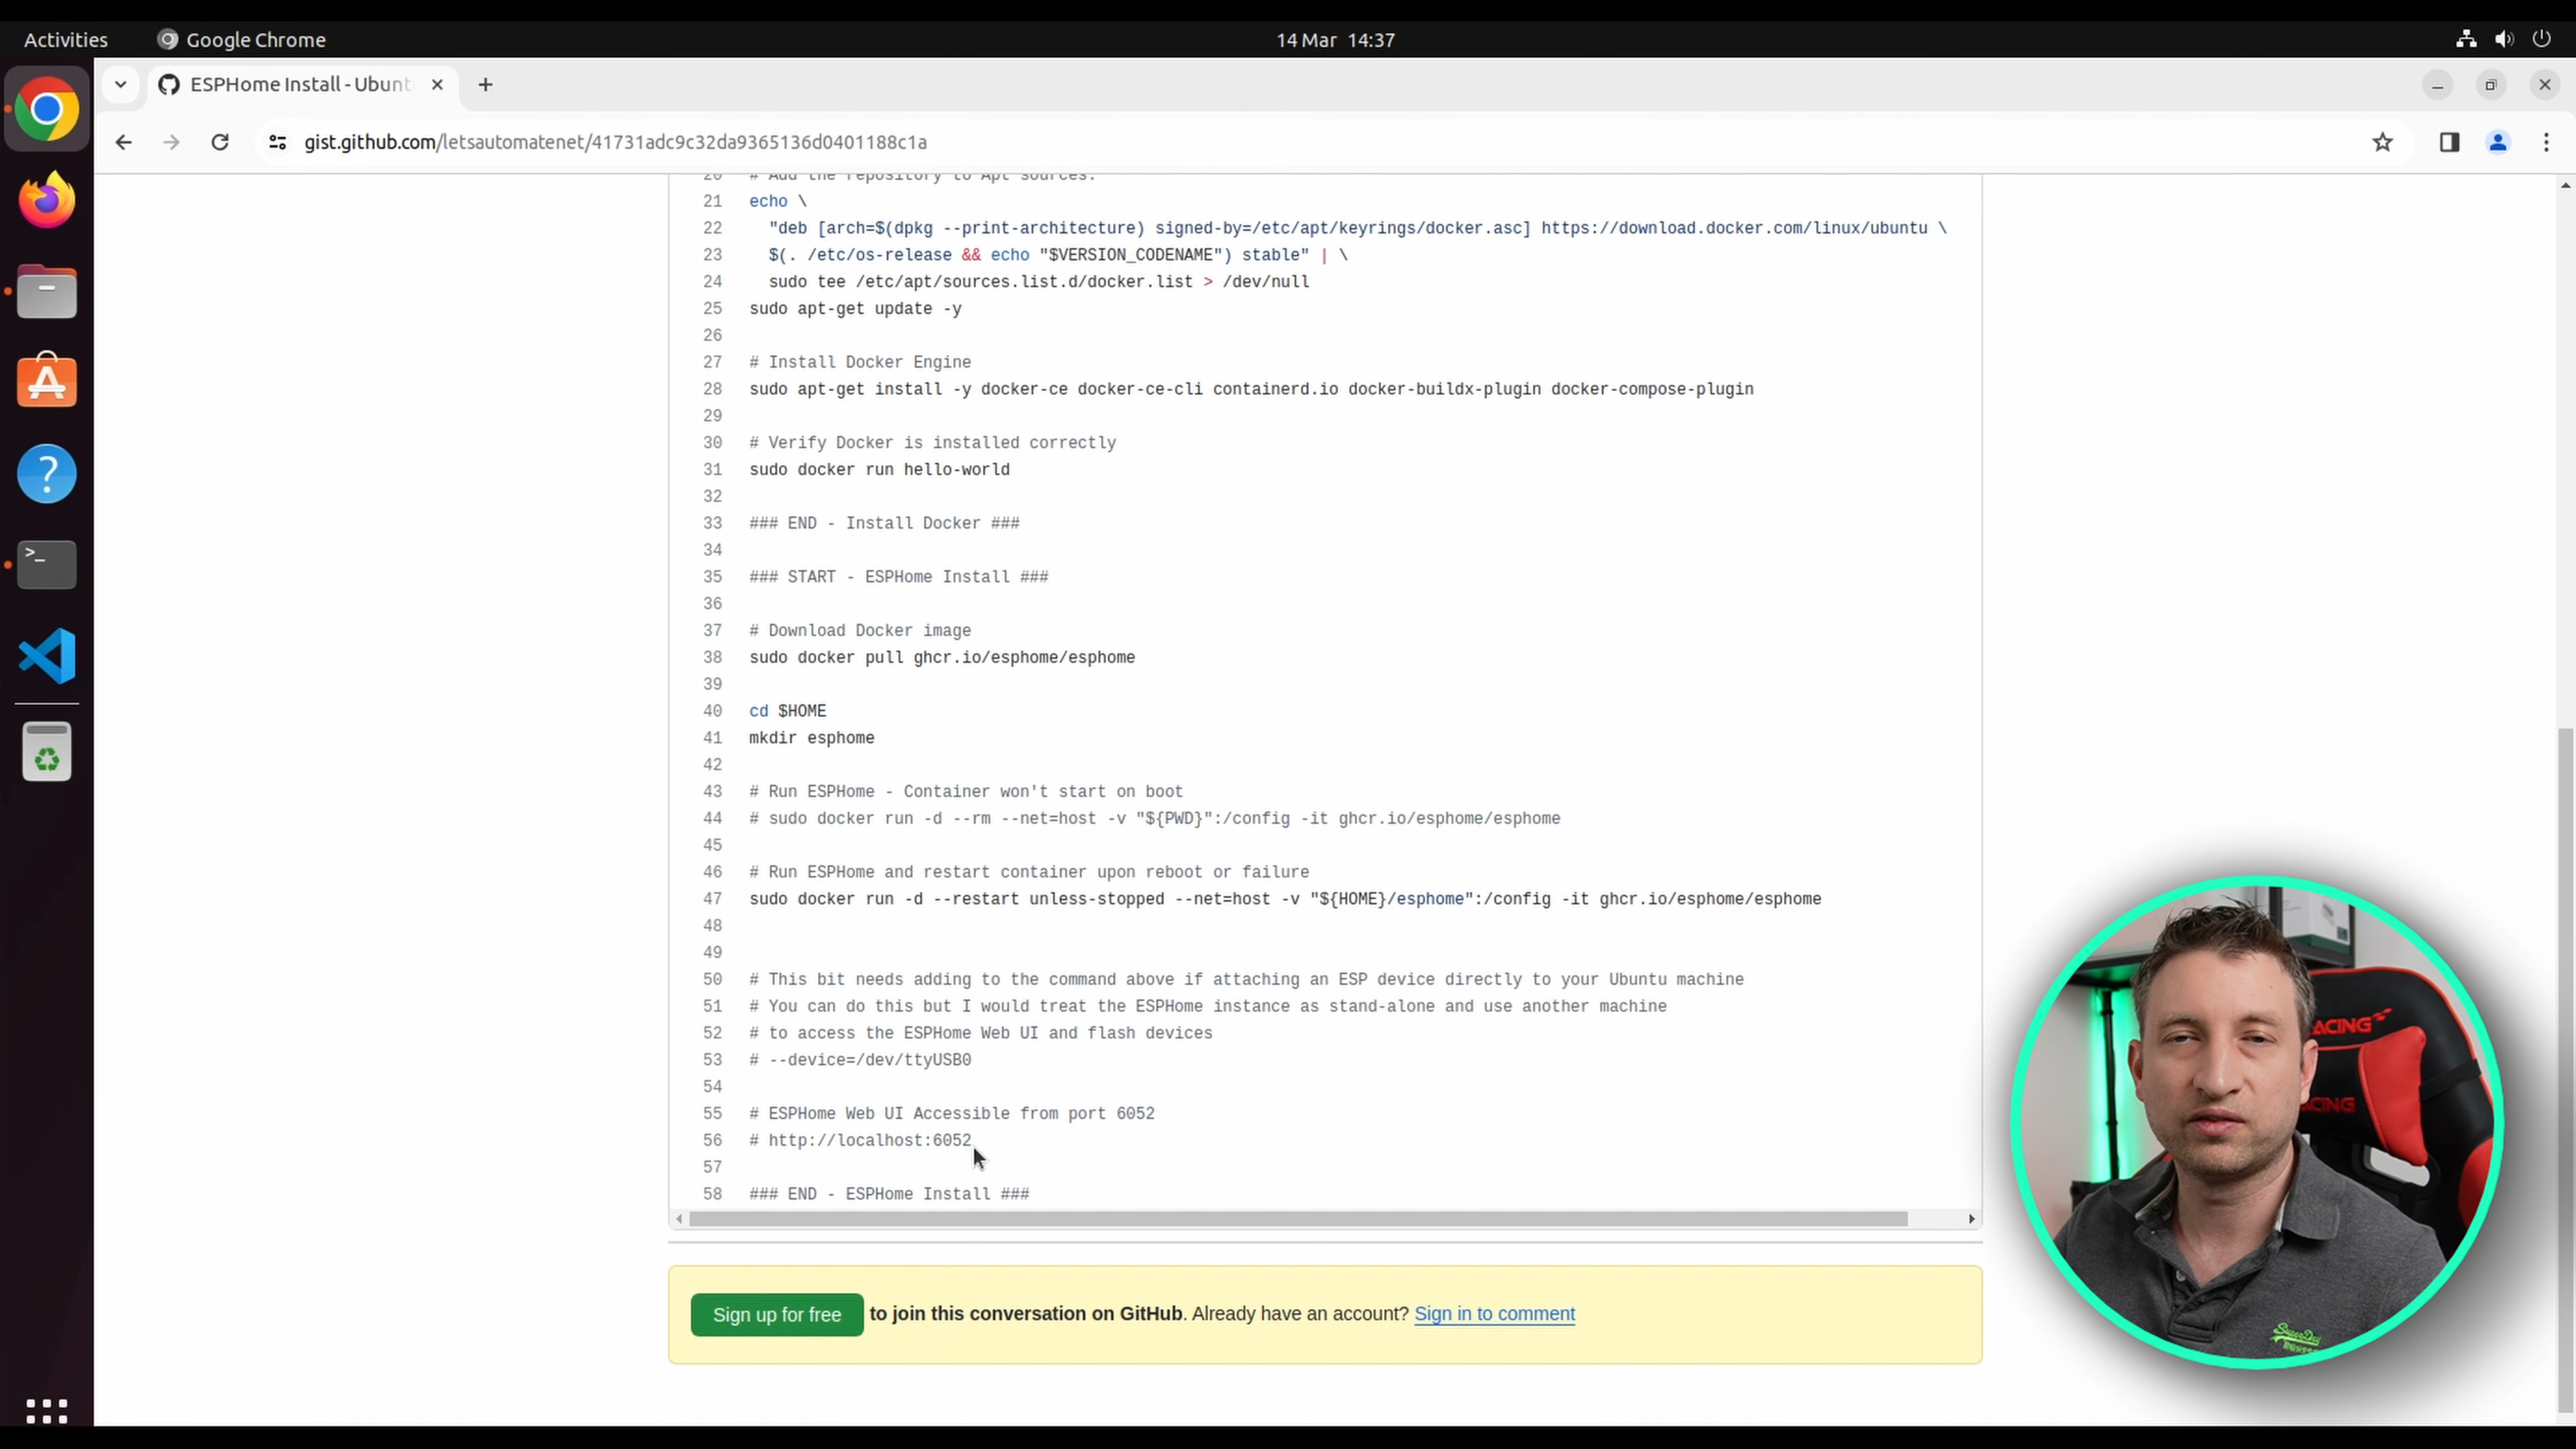 Activities
Google Chrome
14 Mar 14:37
ESPHome Install - Ubunt
gist.github.com/letsautomatenet/41731adc9c32da9365136d0401188c1a
20 # Add the repository to Apt sources:
21 echo \
22 "deb [arch=$(dpkg --print-architecture) signed-by=/etc/apt/keyrings/docker.asc] https://download.docker.com/linux/ubuntu \
23 $(. /etc/os-release && echo "$VERSION_CODENAME") stable" | \
24 sudo tee /etc/apt/sources.list.d/docker.list > /dev/null
25 sudo apt-get update -y
26
27 # Install Docker Engine
28 sudo apt-get install -y docker-ce docker-ce-cli containerd.io docker-buildx-plugin docker-compose-plugin
29
30 # Verify Docker is installed correctly
31 sudo docker run hello-world
32
33 ### END - Install Docker ###
34
35 ### START - ESPHome Install ###
36
37 # Download Docker image
38 sudo docker pull ghcr.io/esphome/esphome
39
40 cd $HOME
41 mkdir esphome
42
43 # Run ESPHome - Container won't start on boot
44 # sudo docker run -d --rm --net=host -v "${PWD}":/config -it ghcr.io/esphome/esphome
45
46 # Run ESPHome and restart container upon reboot or failure
47 sudo docker run -d --restart unless-stopped --net=host -v "${HOME}/esphome":/config -it ghcr.io/esphome/esphome
48
49
50 # This bit needs adding to the command above if attaching an ESP device directly to your Ubuntu machine
51 # You can do this but I would treat the ESPHome instance as stand-alone and use another machine
52 # to access the ESPHome Web UI and flash devices
53 # --device=/dev/ttyUSB0
54
55 # ESPHome Web UI Accessible from port 6052
56 # http://localhost:6052
57
58 ### END - ESPHome Install ###
Sign up for free to join this conversation on GitHub. Already have an account? Sign in to comment
ACING
CING